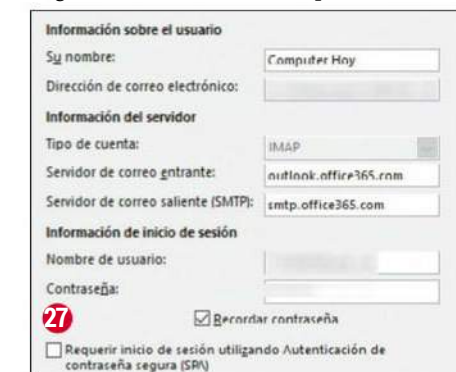 Información sobre el usuario
Su nombre: Computer Hoy
Dirección de correo electrónico:
Información del servidor
Tipo de cuenta: IMAP
Servidor de correo entrante: outlook.office365.com
Servidor de correo saliente (SMTP): smtp.office365.com
Información de inicio de sesión
Nombre de usuario:
Contraseña:
27 Recordar contraseña
Requerir inicio de sesión utilizando Autenticación de
contraseña segura (SPA)